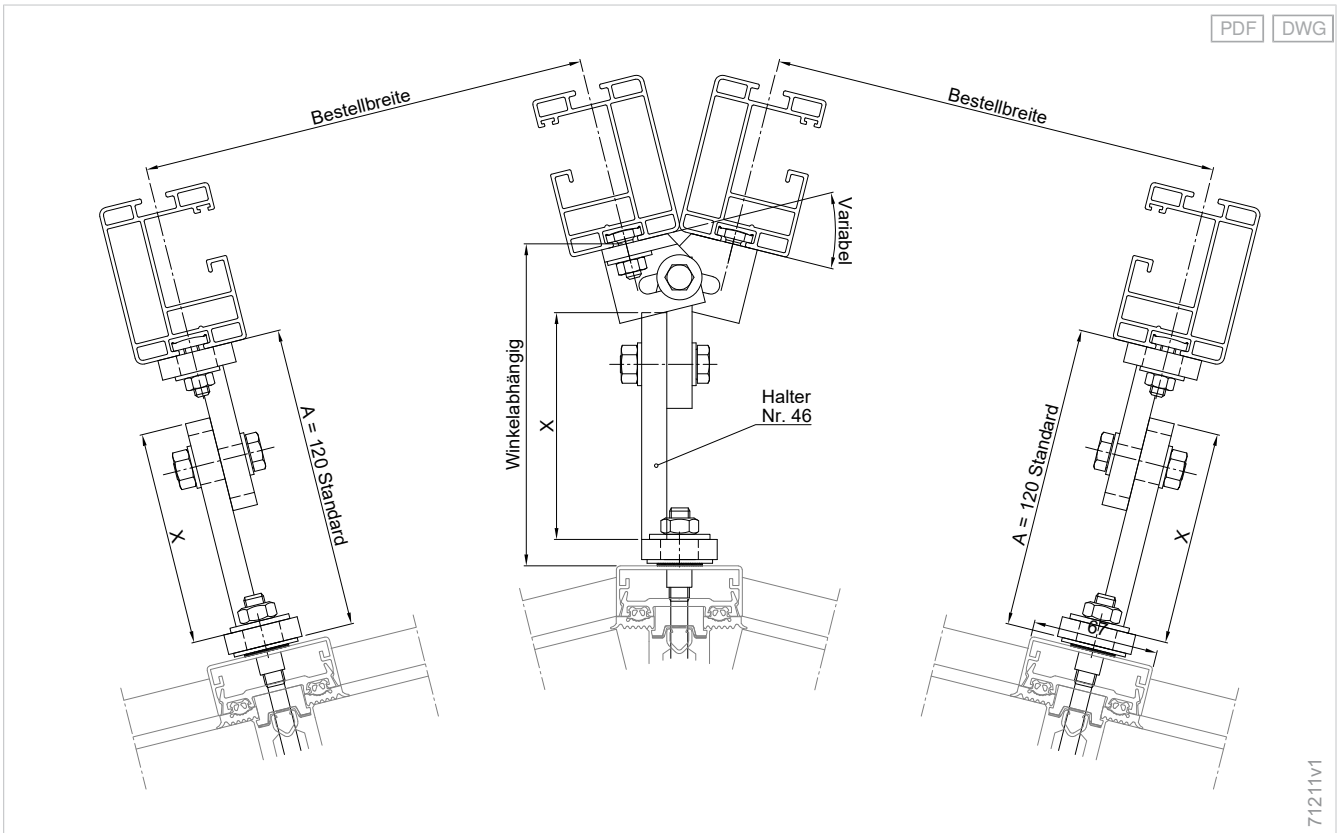 PDF DWG
Bestellbreite
Bestellbreite
Variabel
Winkelabhängig
X
Halter
Nr. 46
A = 120 Standard
X
A = 120 Standard
X
67
71211v1